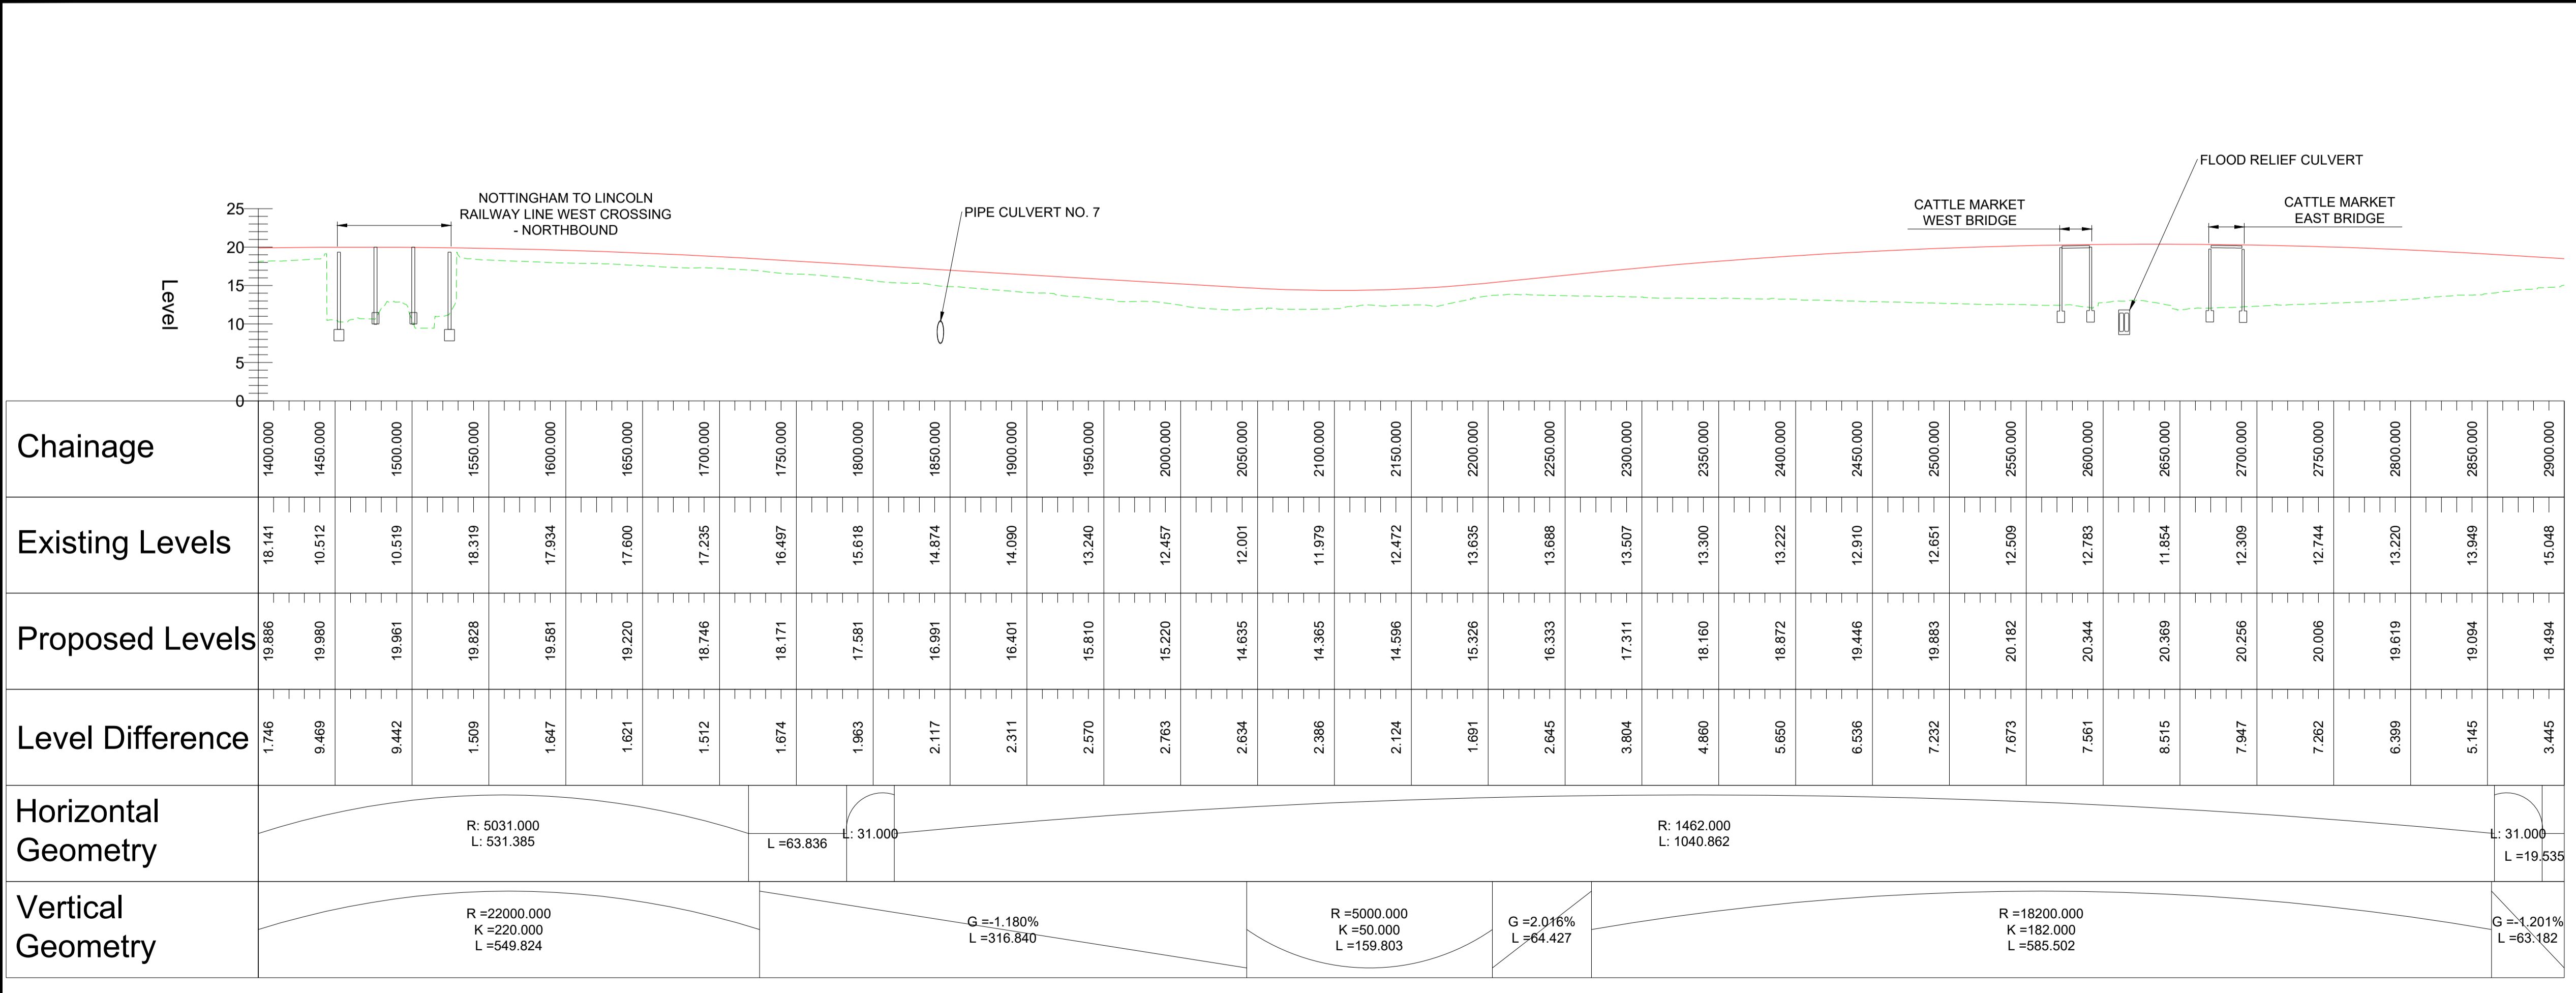 FLOOD RELIEF CULVERT
NOTTINGHAM TO LINCOLN
RAILWAY LINE WEST CROSSING
- NORTHBOUND
PIPE CULVERT NO. 7
CATTLE MARKET
WEST BRIDGE
CATTLE MARKET
EAST BRIDGE
Level
25
20
15
10
5
0
Chainage
1400.000 1450.000 1500.000 1550.000 1600.000 1650.000 1700.000 1750.000 1800.000 1850.000 1900.000 1950.000 2000.000 2050.000 2100.000 2150.000 2200.000 2250.000 2300.000 2350.000 2400.000 2450.000 2500.000 2550.000 2600.000 2650.000 2700.000 2750.000 2800.000 2850.000 2900.000
Existing Levels
18.141 10.512 10.519 18.319 17.934 17.600 17.235 16.497 15.618 14.874 14.090 13.240 12.457 12.001 11.979 12.472 13.635 13.688 13.507 13.300 13.222 12.910 12.651 12.509 12.783 11.854 12.309 12.744 13.220 13.949 15.048
Proposed Levels
19.886 19.980 19.961 19.828 19.581 19.220 18.746 18.171 17.581 16.991 16.401 15.810 15.220 14.635 14.365 14.596 15.326 16.333 17.311 18.160 18.872 19.446 19.883 20.182 20.344 20.369 20.256 20.006 19.619 19.094 18.494
Level Difference
1.746 9.469 9.442 1.509 1.647 1.621 1.512 1.674 1.963 2.117 2.311 2.570 2.763 2.634 2.386 2.124 1.691 2.645 3.804 4.860 5.650 6.536 7.232 7.673 7.561 8.515 7.947 7.262 6.399 5.145 3.445
Horizontal
Geometry
R: 5031.000
L: 531.385
L =63.836
L: 31.000
R: 1462.000
L: 1040.862
L: 31.000
L =19.535
Vertical
Geometry
R =22000.000
K =220.000
L =549.824
G =-1.180%
L =316.840
R =5000.000
K =50.000
L =159.803
G =2.016%
L =64.427
R =18200.000
K =182.000
L =585.502
G =-1.201%
L =63.182